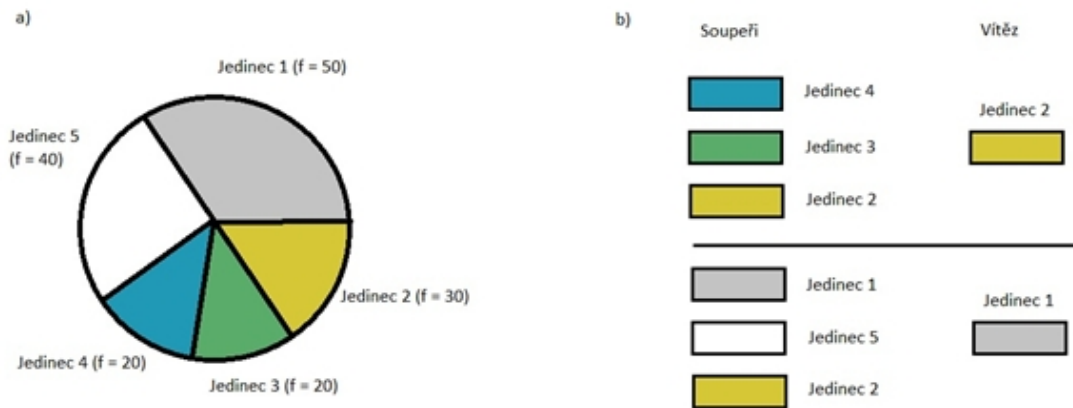 a)
Jedinec 1 (f = 50)
Jedinec 5
(f = 40)
Jedinec 2 (f = 30)
Jedinec 4 (f = 20)
Jedinec 3 (f = 20)
b)
Soupeři
Vítěz
Jedinec 4
Jedinec 3
Jedinec 2
Jedinec 2
Jedinec 1
Jedinec 5
Jedinec 2
Jedinec 1